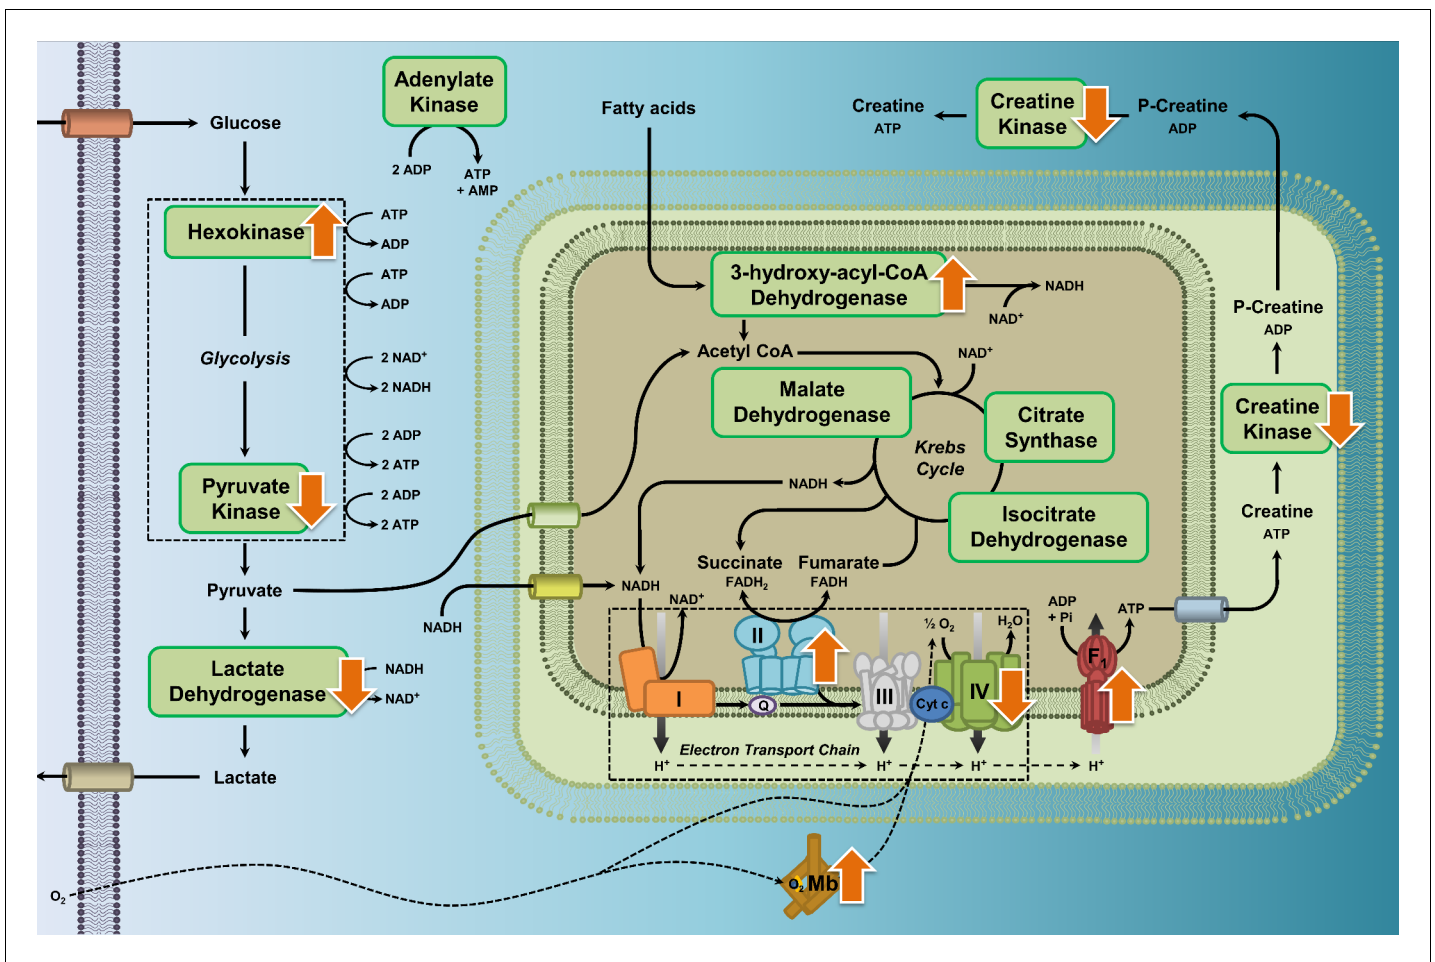 Adenylate
Kinase
2 ADP
ATP
+ AMP
Fatty acids
Creatine
ATP
Creatine
Kinase
P-Creatine
ADP
Glucose
Hexokinase
ATP
ADP
ATP
ADP
Glycolysis
2 NAD+
2 NADH
2 ADP
2 ATP
Pyruvate
Kinase
2 ADP
2 ATP
Pyruvate
NADH
Lactate
Dehydrogenase
NADH
NAD+
Lactate
O2
3-hydroxy-acyl-CoA
Dehydrogenase
NADH
NAD+
Acetyl CoA
NAD+
Malate
Dehydrogenase
Citrate
Synthase
Krebs
Cycle
NADH
Isocitrate
Dehydrogenase
Succinate
FADH2
Fumarate
FADH
NADH
NAD+
I
II
Q
III
Cyt c
½ O2
H2O
IV
ADP
+ Pi
ATP
F1
Electron Transport Chain
H+
H+
H+
H+
P-Creatine
ADP
Creatine
Kinase
Creatine
ATP
O2
Mb